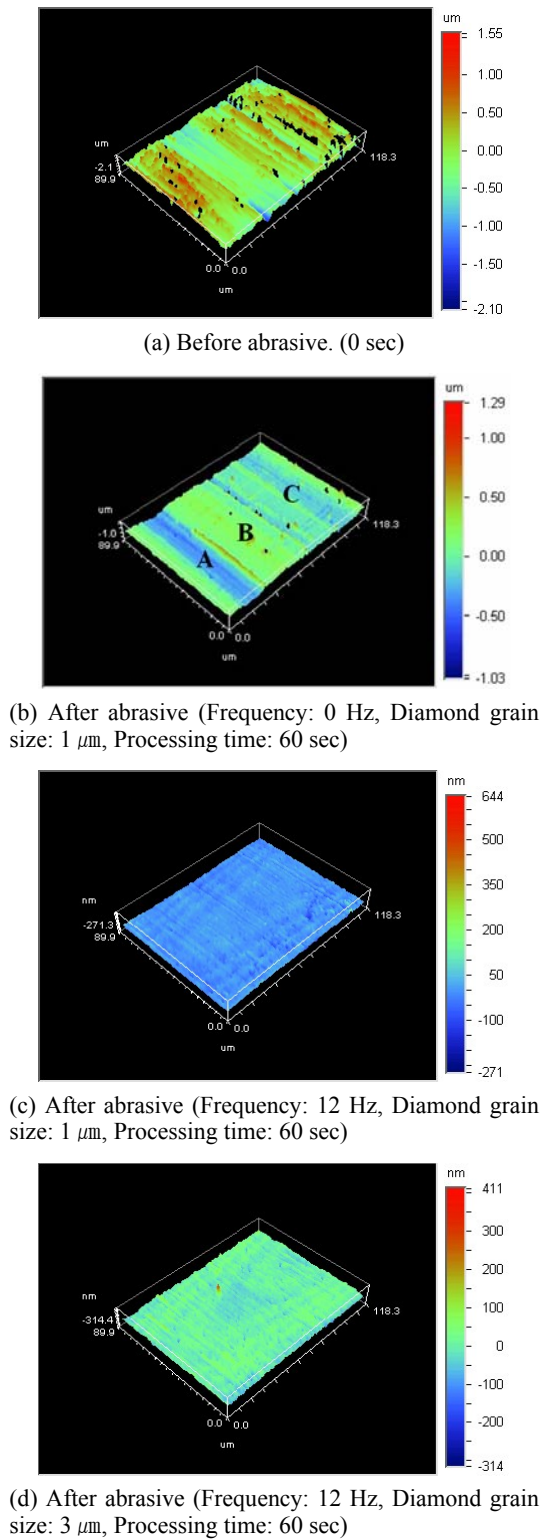 um
1.55
1.00
0.50
0.00
-0.50
-1.00
-1.50
-2.10
um
-2.1
89.9
118.3
0.0 0.0
um
(a) Before abrasive. (0 sec)
um
1.29
1.00
0.50
0.00
-0.50
-1.03
um
-1.0
89.9
118.3
C
B
A
0.0 0.0
um
(b) After abrasive (Frequency: 0 Hz, Diamond grain
size: 1 ㎛, Processing time: 60 sec)
nm
644
500
350
200
50
-100
-271
nm
-271.3
89.9
118.3
0.0 0.0
um
(c) After abrasive (Frequency: 12 Hz, Diamond grain
size: 1 ㎛, Processing time: 60 sec)
nm
411
300
200
100
0
-100
-200
-314
nm
-314.4
89.9
118.3
0.0 0.0
um
(d) After abrasive (Frequency: 12 Hz, Diamond grain
size: 3 ㎛, Processing time: 60 sec)